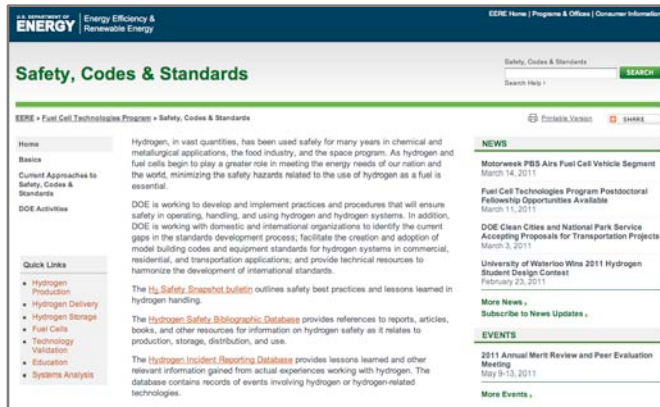 U.S. DEPARTMENT OF
ENERGY
Energy Efficiency &
Renewable Energy
EERE Home | Programs & Offices | Consumer Information
Safety, Codes & Standards
Safety, Codes & Standards
SEARCH
Search Help ›
EERE » Fuel Cell Technologies Program » Safety, Codes & Standards
Printable Version
SHARE
Home
Basics
Current Approaches to
Safety, Codes &
Standards
DOE Activities
Quick Links
Hydrogen
Production
Hydrogen Delivery
Hydrogen Storage
Fuel Cells
Technology
Validation
Education
Systems Analysis
Hydrogen, in vast quantities, has been used safely for many years in chemical and
metallurgical applications, the food industry, and the space program. As hydrogen and
fuel cells begin to play a greater role in meeting the energy needs of our nation and
the world, minimizing the safety hazards related to the use of hydrogen as a fuel is
essential.
DOE is working to develop and implement practices and procedures that will ensure
safety in operating, handling, and using hydrogen and hydrogen systems. In addition,
DOE is working with domestic and international organizations to identify the current
gaps in the standards development process; facilitate the creation and adoption of
model building codes and equipment standards for hydrogen systems in commercial,
residential, and transportation applications; and provide technical resources to
harmonize the development of international standards.
The H₂ Safety Snapshot bulletin outlines safety best practices and lessons learned in
hydrogen handling.
The Hydrogen Safety Bibliographic Database provides references to reports, articles,
books, and other resources for information on hydrogen safety as it relates to
production, storage, distribution, and use.
The Hydrogen Incident Reporting Database provides lessons learned and other
relevant information gained from actual experiences working with hydrogen. The
database contains records of events involving hydrogen or hydrogen-related
technologies.
NEWS
Motorweek PBS Airs Fuel Cell Vehicle Segment
March 14, 2011
Fuel Cell Technologies Program Postdoctoral
Fellowship Opportunities Available
March 11, 2011
DOE Clean Cities and National Park Service
Accepting Proposals for Transportation Projects
March 3, 2011
University of Waterloo Wins 2011 Hydrogen
Student Design Contest
February 23, 2011
More News ›
Subscribe to News Updates ›
EVENTS
2011 Annual Merit Review and Peer Evaluation
Meeting
May 9-13, 2011
More Events ›